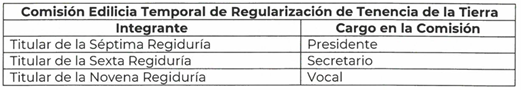 Comisión Edilicia Temporal de Regularización de Tenencia de la Tierra
Integrante Cargo en la Comisión
Titular de la Séptima Regiduría Presidente
Titular de la Sexta Regiduría Secretario
Titular de la Novena Regiduría Vocal